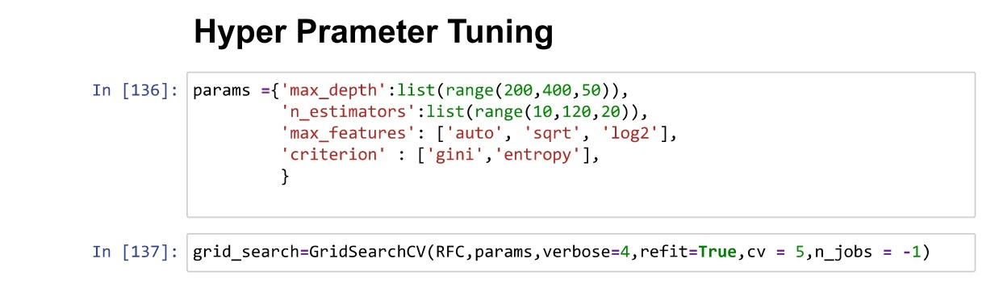 Hyper Prameter Tuning
In [136]: params ={'max_depth':list(range(200,400,50)),
'n_estimators':list(range(10,120,20)),
'max_features': ['auto', 'sqrt', 'log2'],
'criterion' : ['gini','entropy'],
}
In [137]: grid_search=GridSearchCV(RFC,params,verbose=4,refit=True,cv = 5,n_jobs = -1)